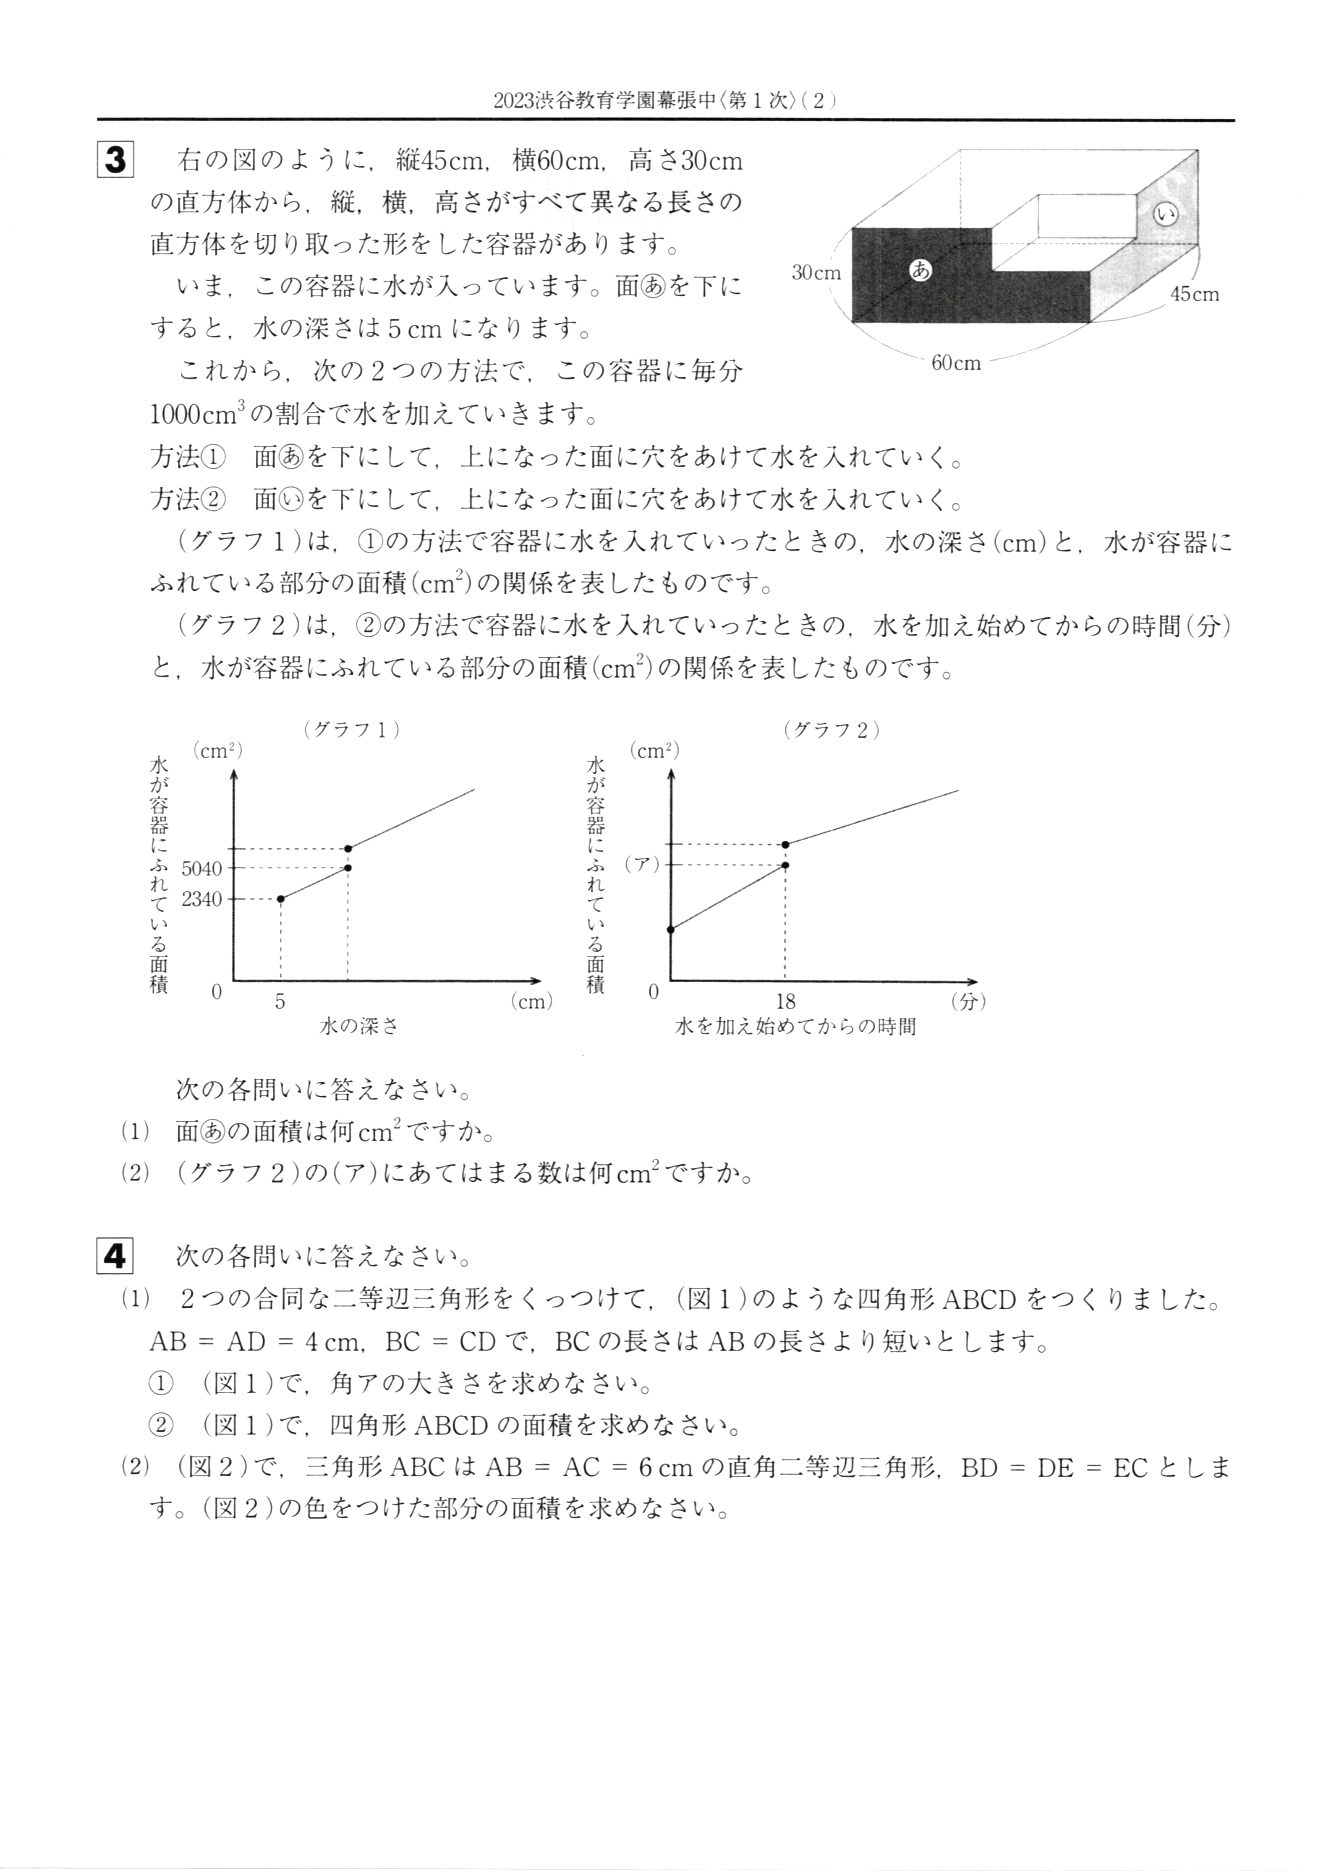 2023渋谷教育学園幕張中〈第1次〉(2)
3 右の図のように，縦45cm，横60cm，高さ30cm
の直方体から，縦，横，高さがすべて異なる長さの
直方体を切り取った形をした容器があります。
いま，この容器に水が入っています。面㋐を下に
すると，水の深さは5cmになります。
これから，次の2つの方法で，この容器に毎分
1000cm³の割合で水を加えていきます。
方法① 面あを下にして，上になった面に穴をあけて水を入れていく。
方法② 面いを下にして，上になった面に穴をあけて水を入れていく。
(グラフ1)は，①の方法で容器に水を入れていったときの，水の深さ(cm)と，水が容器に
ふれている部分の面積(cm²)の関係を表したものです。
(グラフ2)は，②の方法で容器に水を入れていったときの，水を加え始めてからの時間(分)
と，水が容器にふれている部分の面積(cm²)の関係を表したものです。
あ
い
30cm
45cm
60cm
(グラフ1)
(cm²)
水が容器にふれている面積
5040
2340
0
5
(cm)
水の深さ
(グラフ2)
(cm²)
水が容器にふれている面積
(ア)
0
18
(分)
水を加え始めてからの時間
次の各問いに答えなさい。
(1) 面あの面積は何cm²ですか。
(2) (グラフ2)の(ア)にあてはまる数は何cm²ですか。
4 次の各問いに答えなさい。
(1) 2つの合同な二等辺三角形をくっつけて，(図1)のような四角形ABCDをつくりました。
AB = AD = 4cm，BC = CDで，BCの長さはABの長さより短いとします。
① (図1)で，角アの大きさを求めなさい。
② (図1)で，四角形ABCDの面積を求めなさい。
(2) (図2)で，三角形ABCはAB = AC = 6cmの直角二等辺三角形，BD = DE = ECとしま
す。(図2)の色をつけた部分の面積を求めなさい。